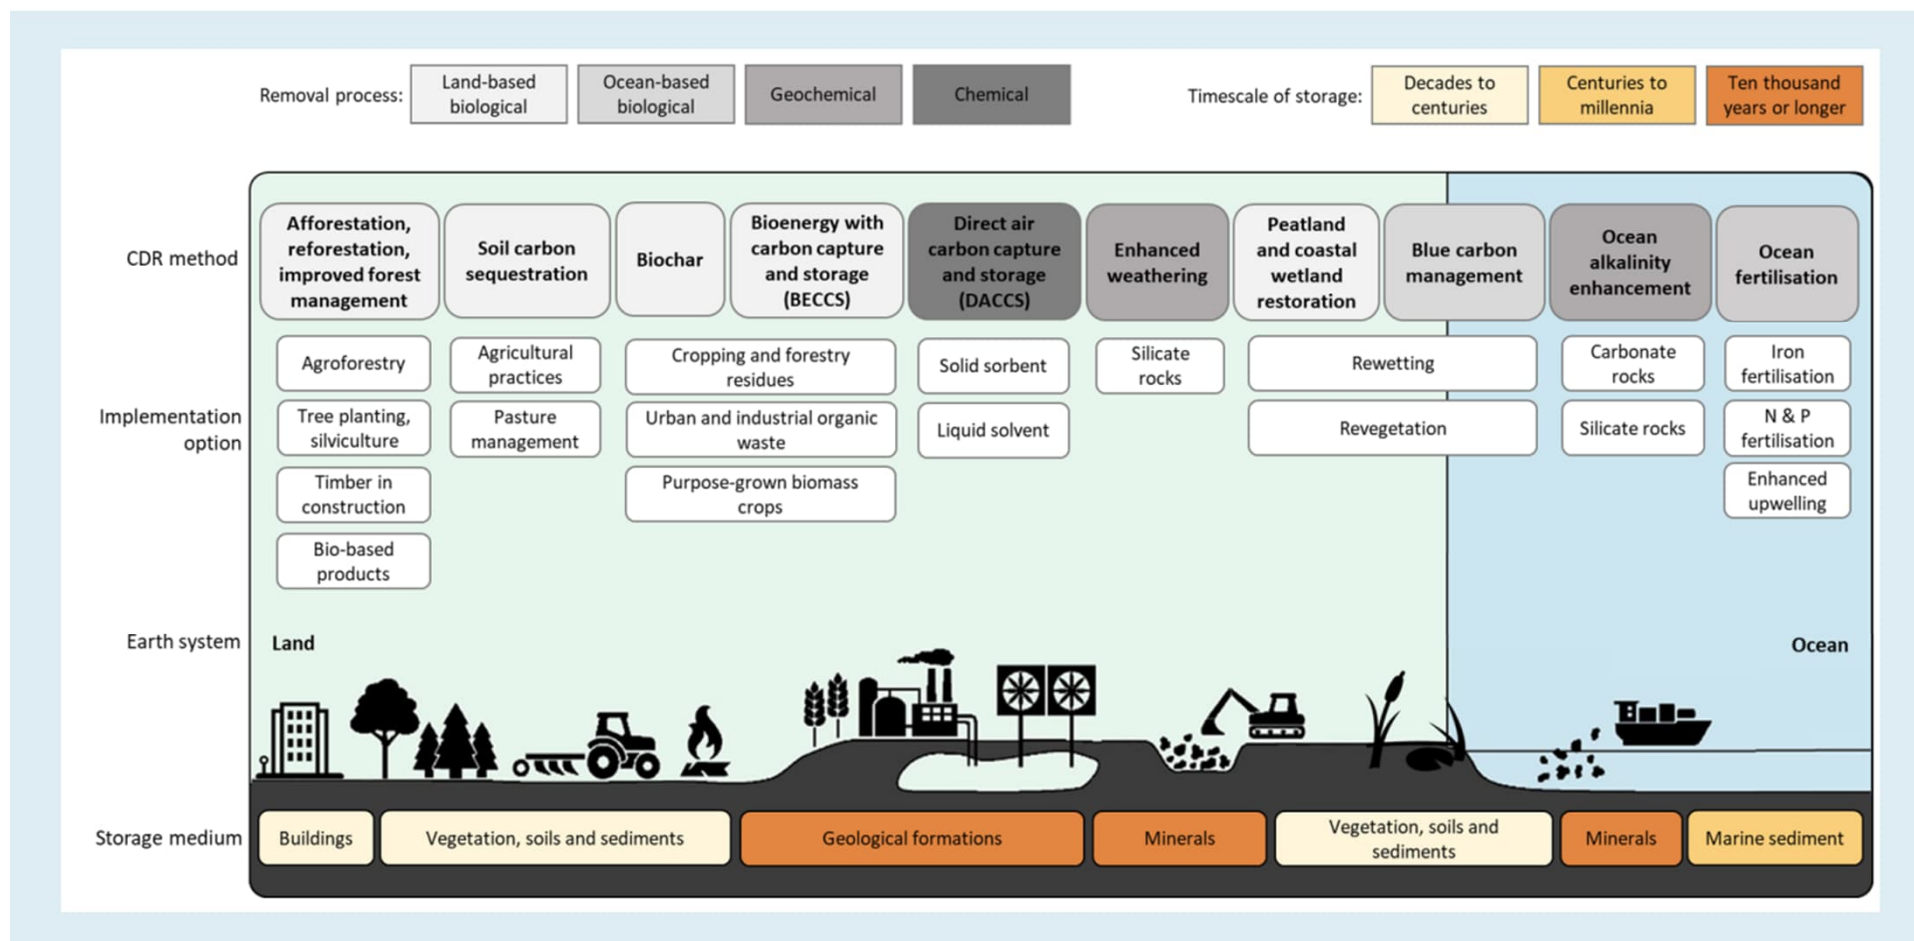 Removal process:
Land-based
biological
Ocean-based
biological
Geochemical
Chemical
Timescale of storage:
Decades to
centuries
Centuries to
millennia
Ten thousand
years or longer
CDR method
Afforestation,
reforestation,
improved forest
management
Soil carbon
sequestration
Biochar
Bioenergy with
carbon capture
and storage
(BECCS)
Direct air
carbon capture
and storage
(DACCS)
Enhanced
weathering
Peatland
and coastal
wetland
restoration
Blue carbon
management
Ocean
alkalinity
enhancement
Ocean
fertilisation
Implementation
option
Agroforestry
Tree planting,
silviculture
Timber in
construction
Bio-based
products
Agricultural
practices
Pasture
management
Cropping and forestry
residues
Urban and industrial organic
waste
Purpose-grown biomass
crops
Solid sorbent
Liquid solvent
Silicate
rocks
Rewetting
Revegetation
Carbonate
rocks
Silicate rocks
Iron
fertilisation
N & P
fertilisation
Enhanced
upwelling
Earth system
Land
Ocean
Storage medium
Buildings
Vegetation, soils and sediments
Geological formations
Minerals
Vegetation, soils and
sediments
Minerals
Marine sediment